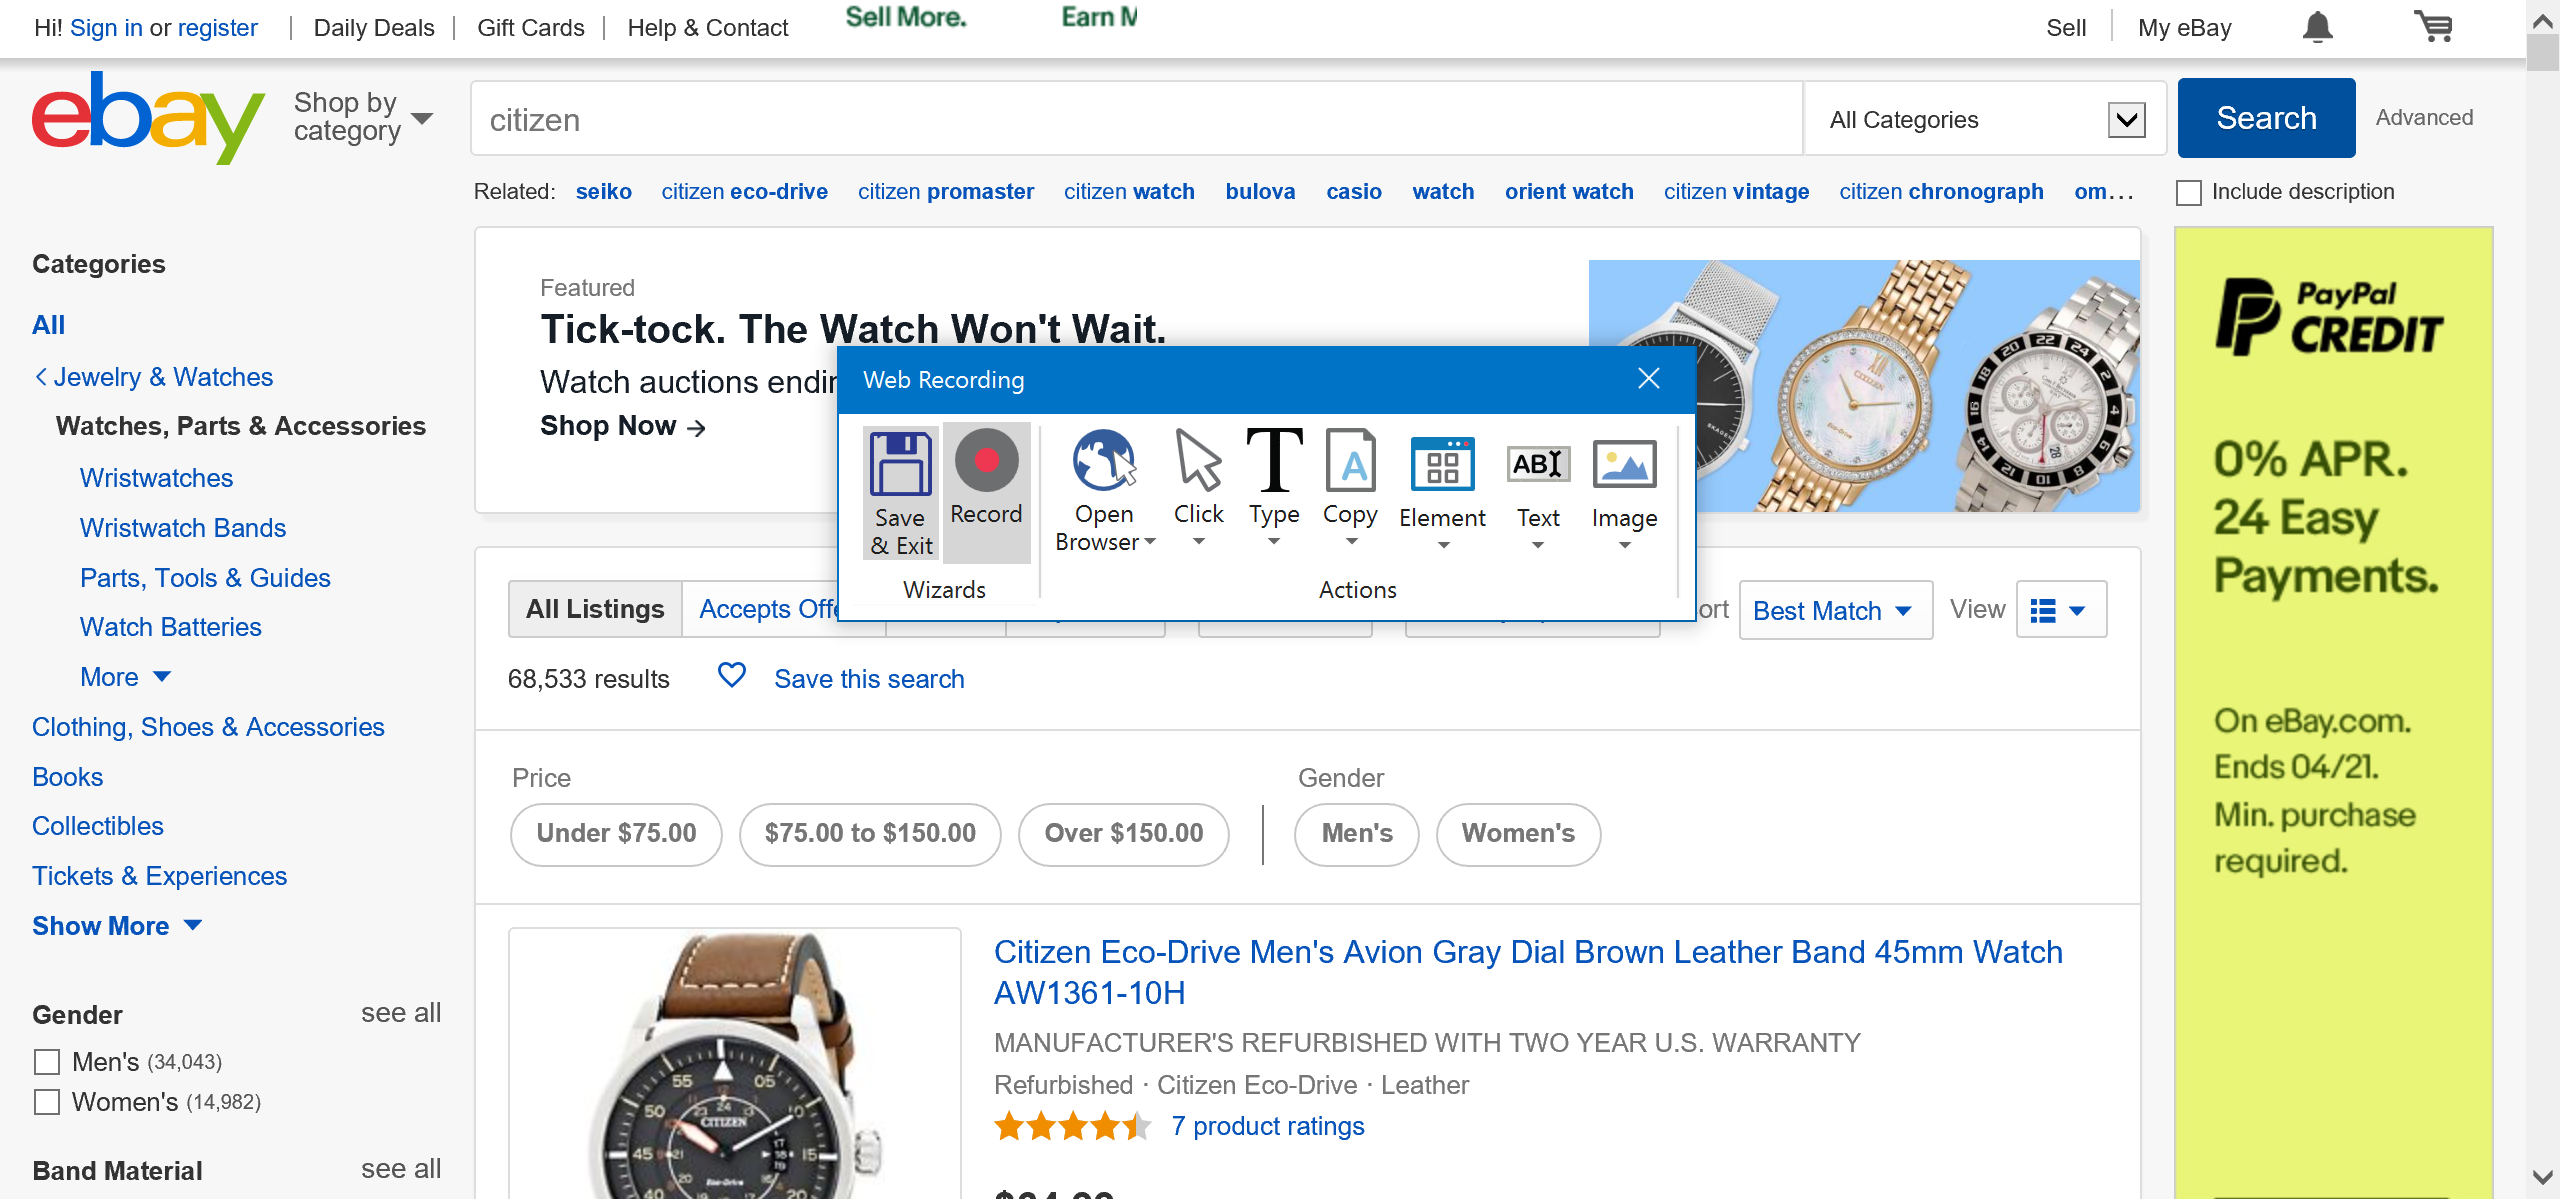 Hi! Sign in or register
Daily Deals
Gift Cards
Help & Contact
Sell More.
Earn M
Sell
My eBay
ebay
Shop by category
citizen
All Categories
Search
Advanced
Related: seiko citizen eco-drive citizen promaster citizen watch bulova casio watch orient watch citizen vintage citizen chronograph om...
Include description
Categories
All
Jewelry & Watches
Watches, Parts & Accessories
Wristwatches
Wristwatch Bands
Parts, Tools & Guides
Watch Batteries
More
Clothing, Shoes & Accessories
Books
Collectibles
Tickets & Experiences
Show More
Gender see all
Men's (34,043)
Women's (14,982)
Band Material see all
Featured
Tick-tock. The Watch Won't Wait.
Watch auctions endin
Shop Now
Web Recording
Save & Exit
Record
Wizards
Open Browser
Click
Type
Copy
Element
ABI
Text
Image
Actions
All Listings
Accepts Offe
ort
Best Match
View
68,533 results
Save this search
Price
Under $75.00
$75.00 to $150.00
Over $150.00
Gender
Men's
Women's
Citizen Eco-Drive Men's Avion Gray Dial Brown Leather Band 45mm Watch
AW1361-10H
MANUFACTURER'S REFURBISHED WITH TWO YEAR U.S. WARRANTY
Refurbished · Citizen Eco-Drive · Leather
7 product ratings
CITIZEN
Eco-Drive
PayPal
CREDIT
0% APR.
24 Easy
Payments.
On eBay.com.
Ends 04/21.
Min. purchase
required.